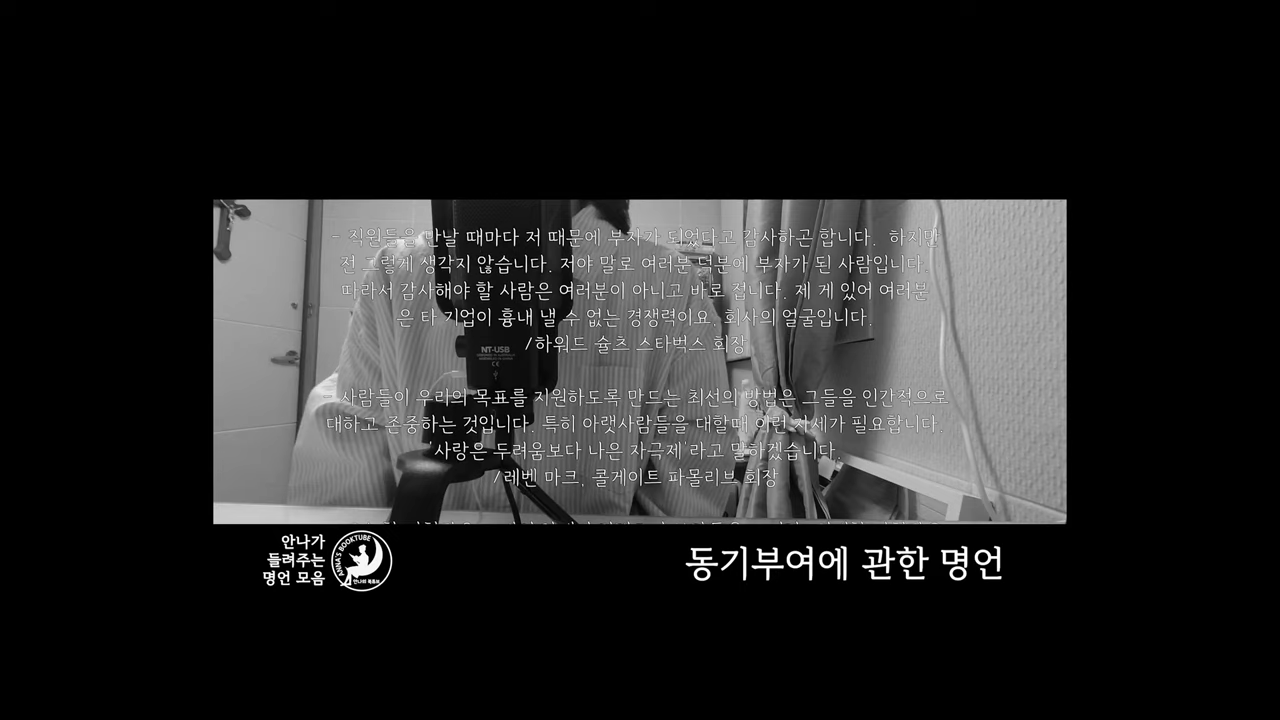 - 직원들을 만날 때마다 저 때문에 부자가 되었다고 감사하곤 합니다. 하지만
전 그렇게 생각지 않습니다. 저야 말로 여러분 덕분에 부자가 된 사람입니다.
따라서 감사해야 할 사람은 여러분이 아니고 바로 접니다. 제 게 있어 여러분
은 타 기업이 흉내 낼 수 없는 경쟁력이요, 회사의 얼굴입니다.
/하워드 슐츠 스타벅스 회장
NT-USB
- 사람들이 우리의 목표를 지원하도록 만드는 최선의 방법은 그들을 인간적으로
대하고 존중하는 것입니다. 특히 아랫사람들을 대할때 이런 자세가 필요합니다.
'사랑은 두려움보다 나은 자극제'라고 말하겠습니다.
/레벤 마크, 콜게이트 파몰리브 회장
안나가
들려주는
명언 모음
ANNA'S BOOKTUBE
안나의 북튜브
동기부여에 관한 명언